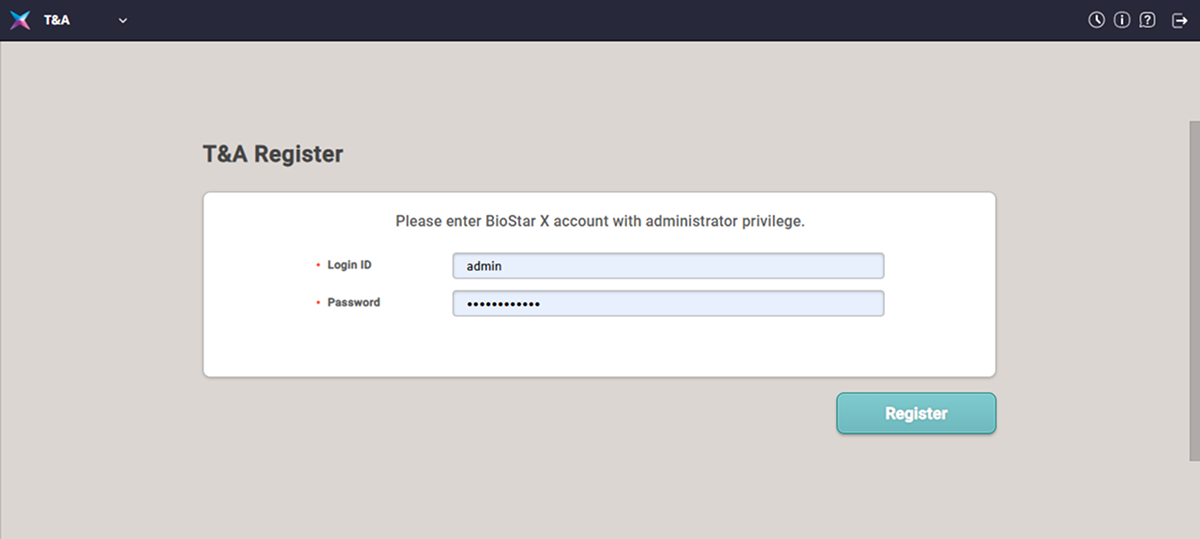 T&A
T&A Register
Please enter BioStar X account with administrator privilege.
• Login ID
admin
• Password
••••••••••••
Register